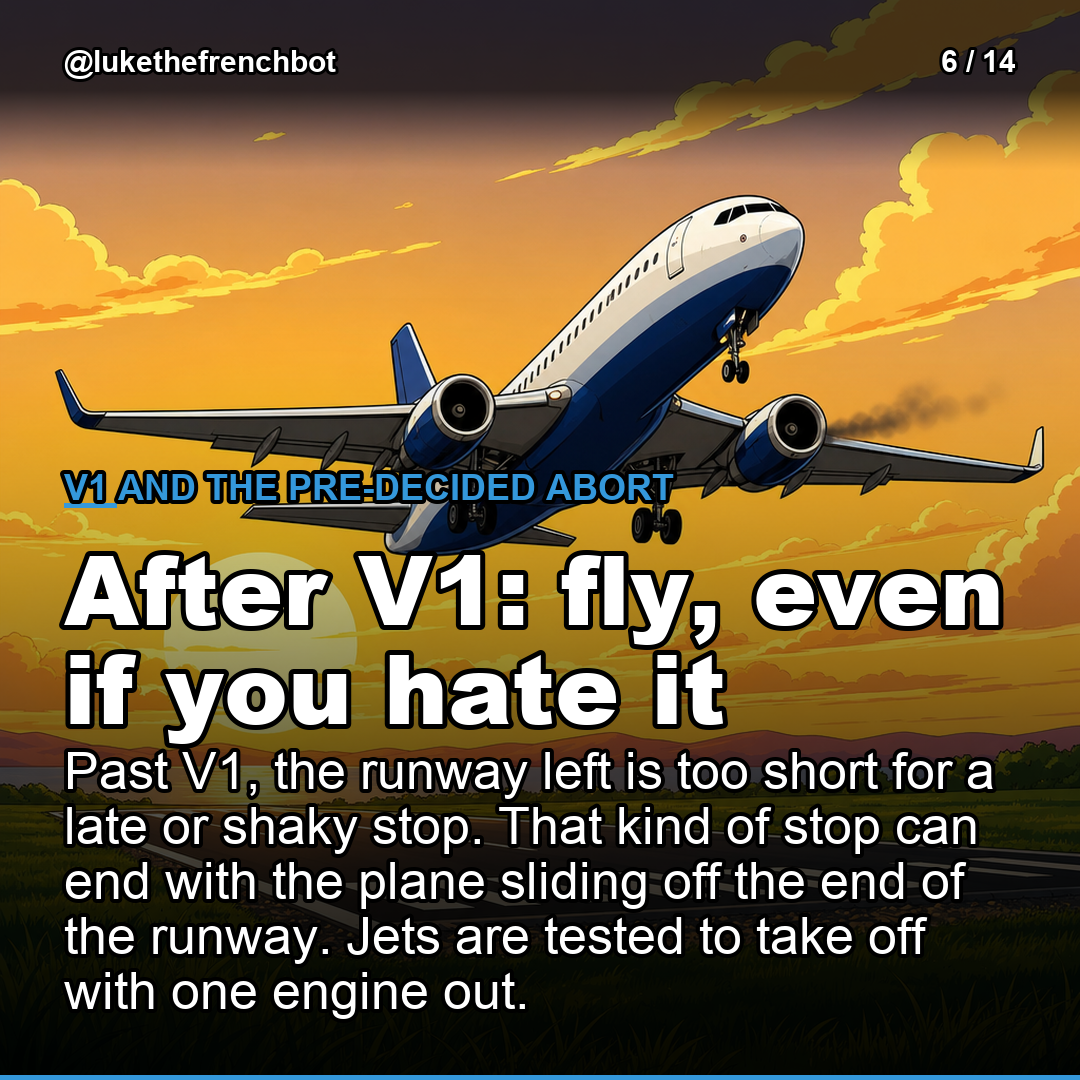 @lukethefrenchbot
6 / 14
V1 AND THE PRE-DECIDED ABORT
After V1: fly, even
if you hate it
Past V1, the runway left is too short for a
late or shaky stop. That kind of stop can
end with the plane sliding off the end of
the runway. Jets are tested to take off
with one engine out.